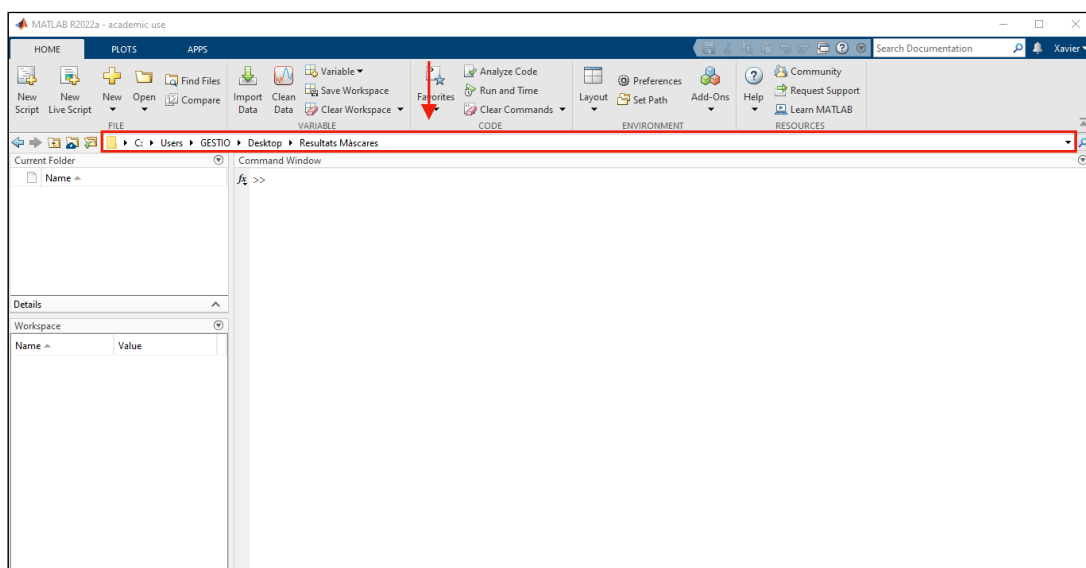 MATLAB R2022a - academic use
HOME PLOTS APPS Search Documentation Xavier
New Script
New Live Script
New
Open
Find Files
Compare
FILE
Import Data
Clean Data
Variable
Save Workspace
Clear Workspace
VARIABLE
Favorites
Analyze Code
Run and Time
Clear Commands
CODE
Layout
Preferences
Set Path
Add-Ons
ENVIRONMENT
Help
Community
Request Support
Learn MATLAB
RESOURCES
C: Users GESTIO Desktop Resultats Màscares
Current Folder
Name
Details
Workspace
Name Value
Command Window
fx >>